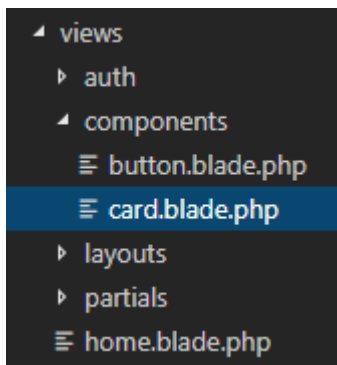 views
auth
components
button.blade.php
card.blade.php
layouts
partials
home.blade.php